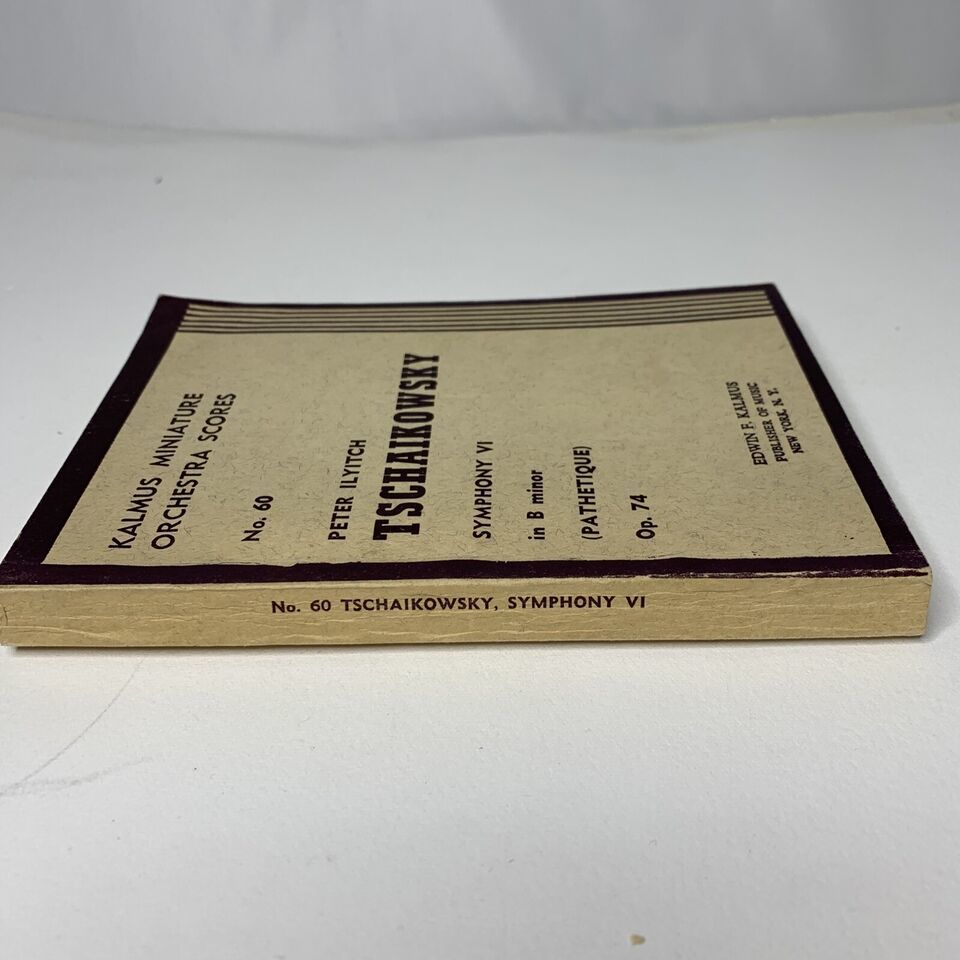 KALMUS MINIATURE
ORCHESTRA SCORES
No. 60
PETER ILYITCH
TSCHAIKOWSKY
SYMPHONY VI
in B minor
(PATHETIQUE)
Op. 74
EDWIN F. KALMUS
PUBLISHER OF MUSIC
NEW YORK, N. Y.
No. 60 TSCHAIKOWSKY, SYMPHONY VI